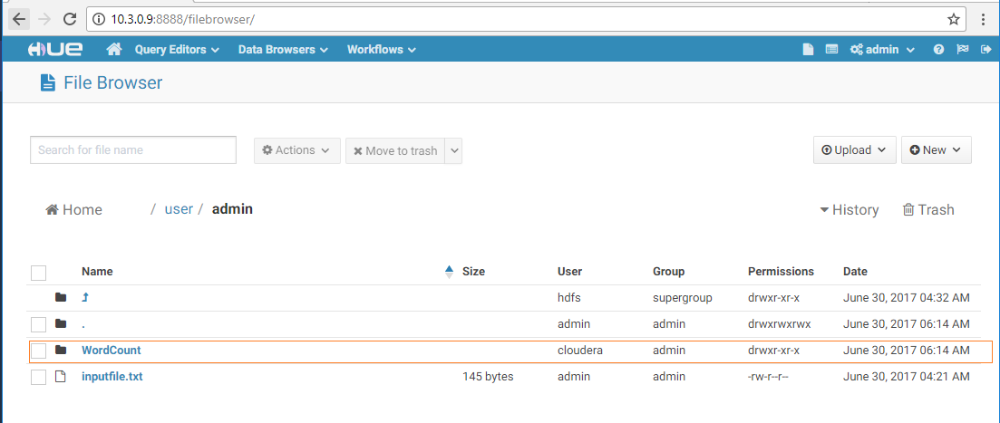 10.3.0.9:8888/filebrowser/
HUE Query Editors Data Browsers Workflows admin
File Browser
Search for file name Actions Move to trash Upload New
Home / user / admin History Trash
Name Size User Group Permissions Date
hdfs supergroup drwxr-xr-x June 30, 2017 04:32 AM
. admin admin drwxrwxrwx June 30, 2017 06:14 AM
WordCount cloudera admin drwxr-xr-x June 30, 2017 06:14 AM
inputfile.txt 145 bytes admin admin -rw-r--r-- June 30, 2017 04:21 AM